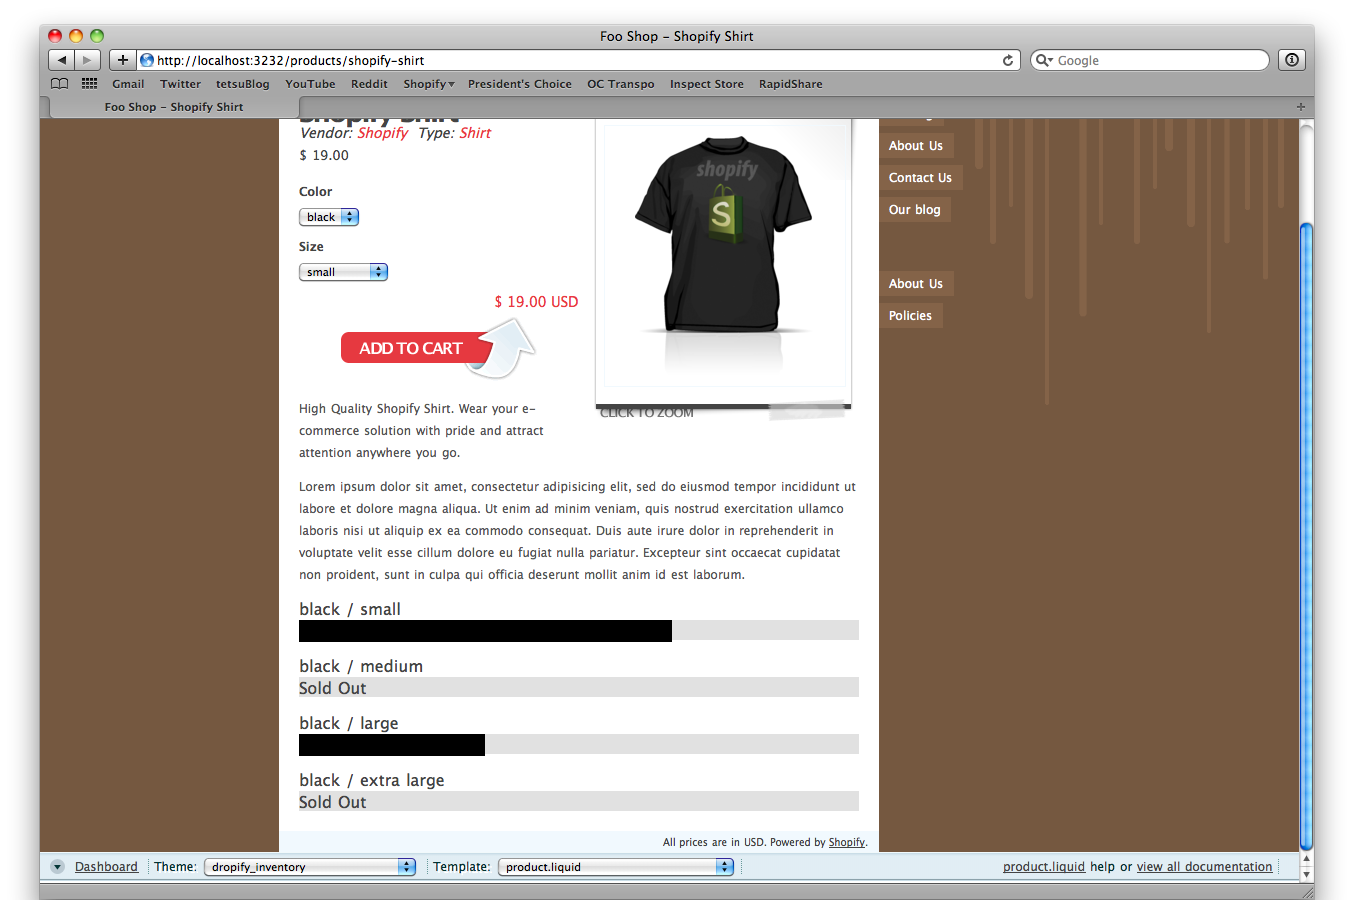 Foo Shop – Shopify Shirt
http://localhost:3232/products/shopify-shirt
Google
Gmail Twitter tetsuBlog YouTube Reddit Shopify President's Choice OC Transpo Inspect Store RapidShare
Foo Shop – Shopify Shirt
Shopify Shirt
Vendor: Shopify Type: Shirt
$ 19.00
Color
black
Size
small
$ 19.00 USD
ADD TO CART
shopify
S
CLICK TO ZOOM
High Quality Shopify Shirt. Wear your e-
commerce solution with pride and attract
attention anywhere you go.
Lorem ipsum dolor sit amet, consectetur adipisicing elit, sed do eiusmod tempor incididunt ut
labore et dolore magna aliqua. Ut enim ad minim veniam, quis nostrud exercitation ullamco
laboris nisi ut aliquip ex ea commodo consequat. Duis aute irure dolor in reprehenderit in
voluptate velit esse cillum dolore eu fugiat nulla pariatur. Excepteur sint occaecat cupidatat
non proident, sunt in culpa qui officia deserunt mollit anim id est laborum.
black / small
black / medium
Sold Out
black / large
black / extra large
Sold Out
All prices are in USD. Powered by Shopify.
About Us
Contact Us
Our blog
About Us
Policies
Dashboard Theme: dropify_inventory Template: product.liquid product.liquid help or view all documentation